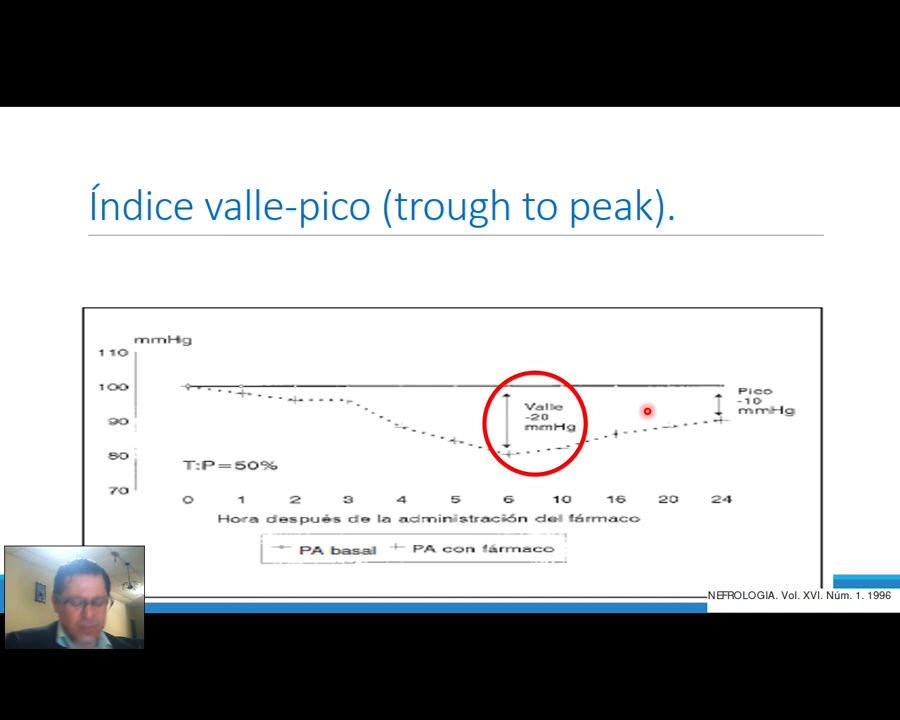 Índice valle-pico (trough to peak).
mmHg
110
100
90
80
70
Valle
-20
mmHg
Pico
-10
mmHg
T:P=50%
0 1 2 3 4 5 6 10 16 20 24
Hora después de la administración del fármaco
PA basal PA con fármaco
NEFROLOGIA. Vol. XVI. Núm. 1. 1996